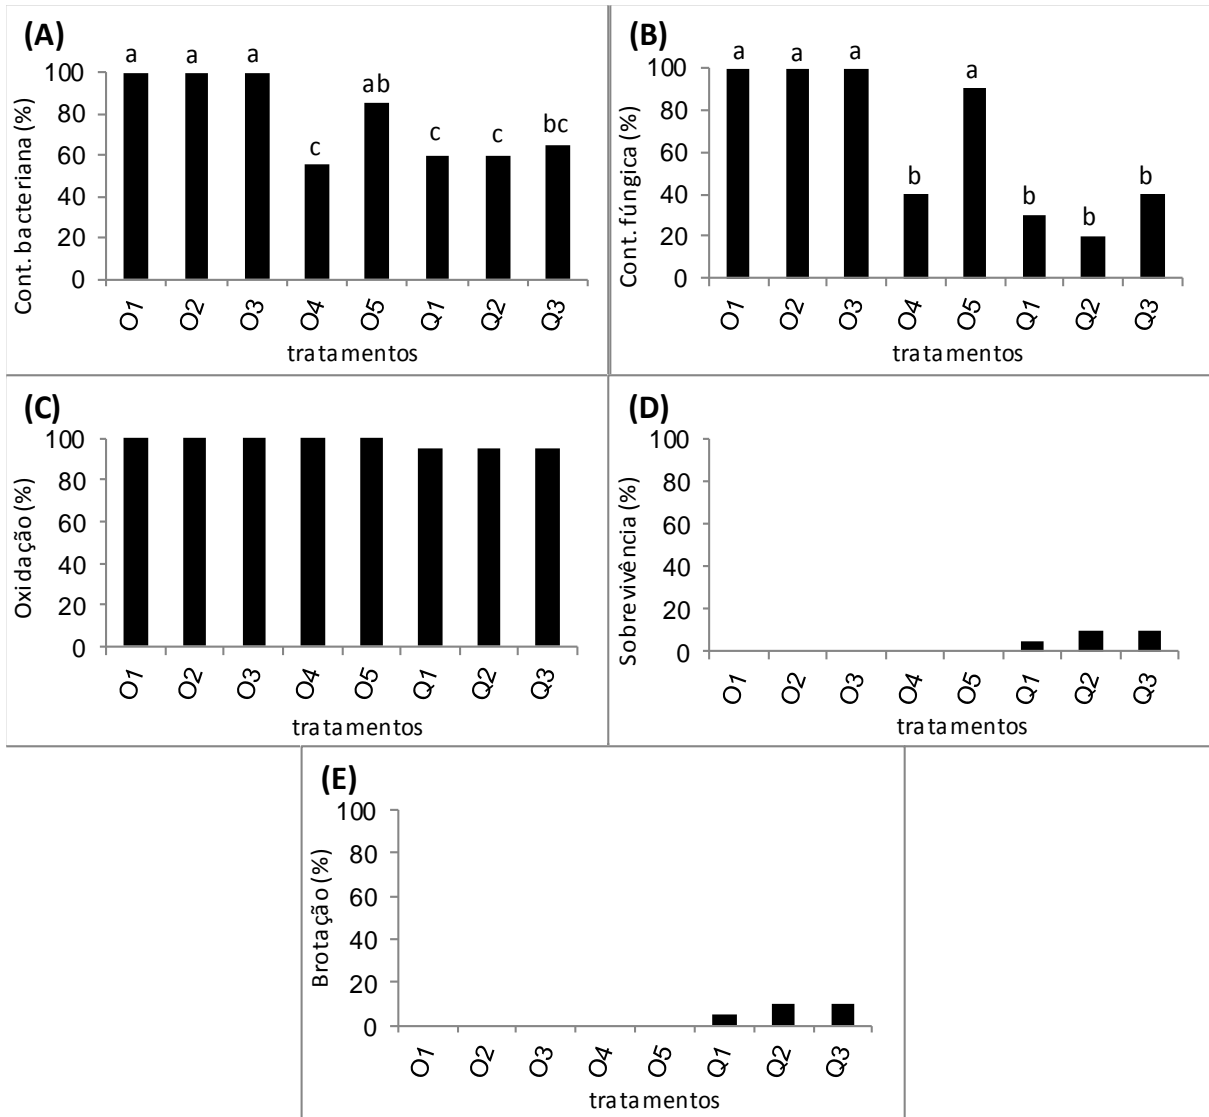 (A)
a a a c ab c c bc
Cont. bacteriana (%)
100
80
60
40
20
0
O1 O2 O3 O4 O5 Q1 Q2 Q3
tratamentos
(B)
a a a b a b b b
Cont. fúngica (%)
100
80
60
40
20
0
O1 O2 O3 O4 O5 Q1 Q2 Q3
tratamentos
(C)
Oxidação (%)
100
80
60
40
20
0
O1 O2 O3 O4 O5 Q1 Q2 Q3
tratamentos
(D)
Sobrevivência (%)
100
80
60
40
20
0
O1 O2 O3 O4 O5 Q1 Q2 Q3
tratamentos
(E)
Brotação (%)
100
80
60
40
20
0
O1 O2 O3 O4 O5 Q1 Q2 Q3
tratamentos